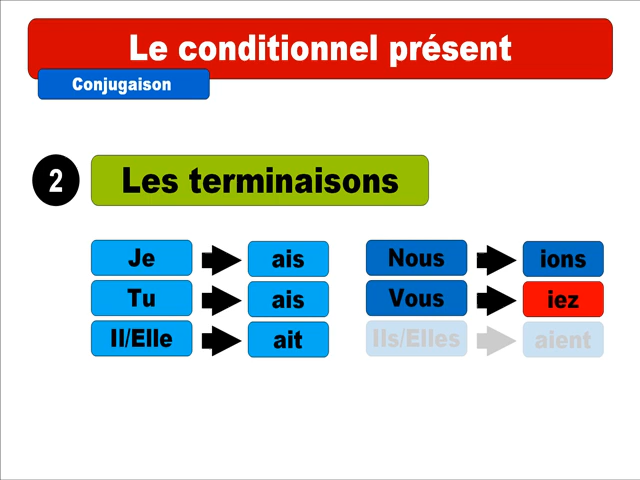 Le conditionnel présent
Conjugaison
2 Les terminaisons
Je ais Nous ions
Tu ais Vous iez
Il/Elle ait Ils/Elles aient